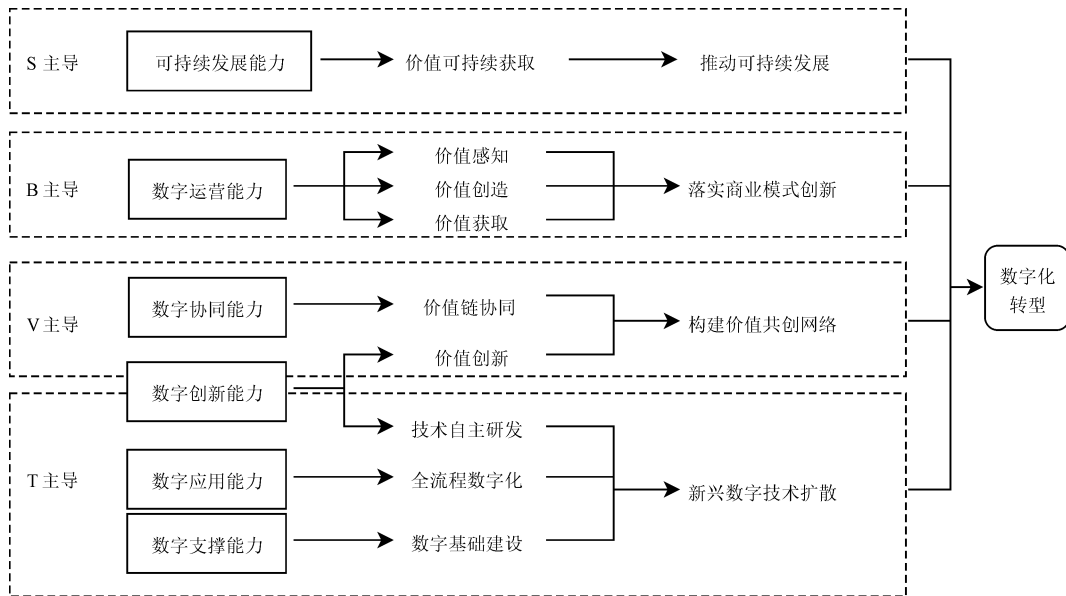 S 主导
可持续发展能力
价值可持续获取
推动可持续发展
B 主导
数字运营能力
价值感知
价值创造
价值获取
落实商业模式创新
V 主导
数字协同能力
价值链协同
价值创新
构建价值共创网络
数字创新能力
T 主导
技术自主研发
数字应用能力
全流程数字化
数字支撑能力
数字基础建设
新兴数字技术扩散
数字化
转型